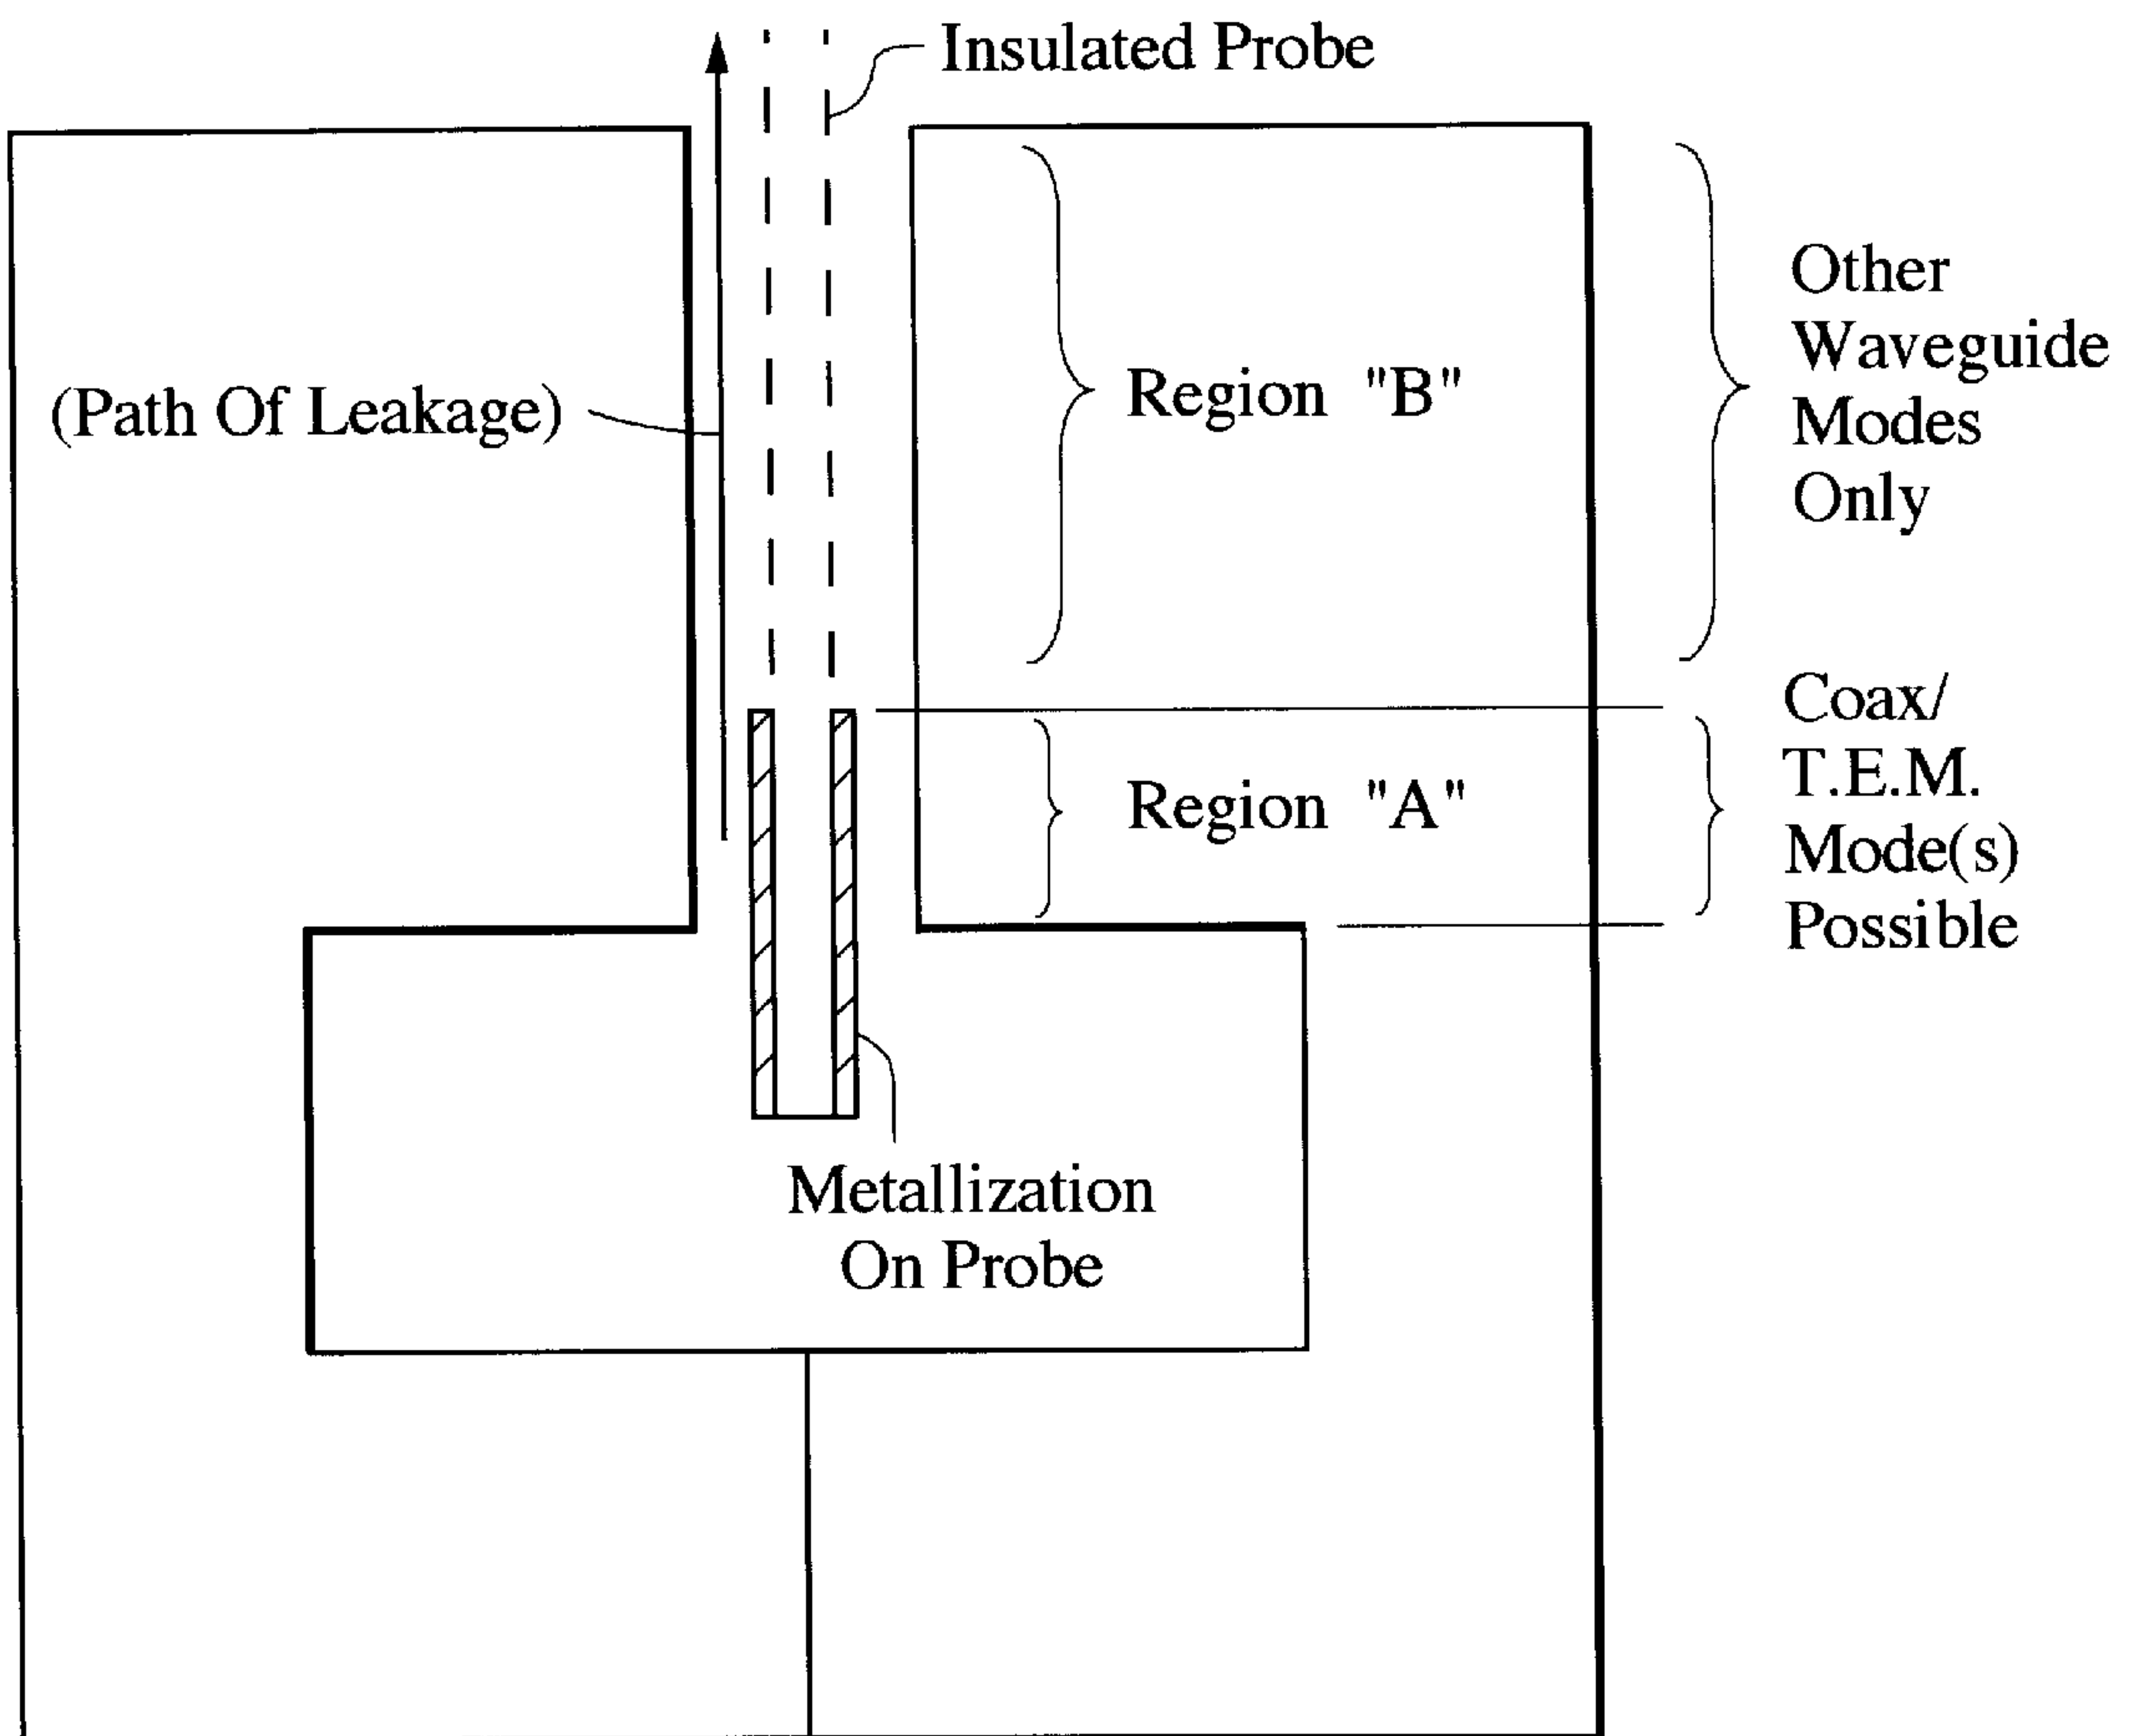 Insulated Probe
(Path Of Leakage)
Region "B"
Other
Waveguide
Modes
Only
Region "A"
Coax/
T.E.M.
Mode(s)
Possible
Metallization
On Probe